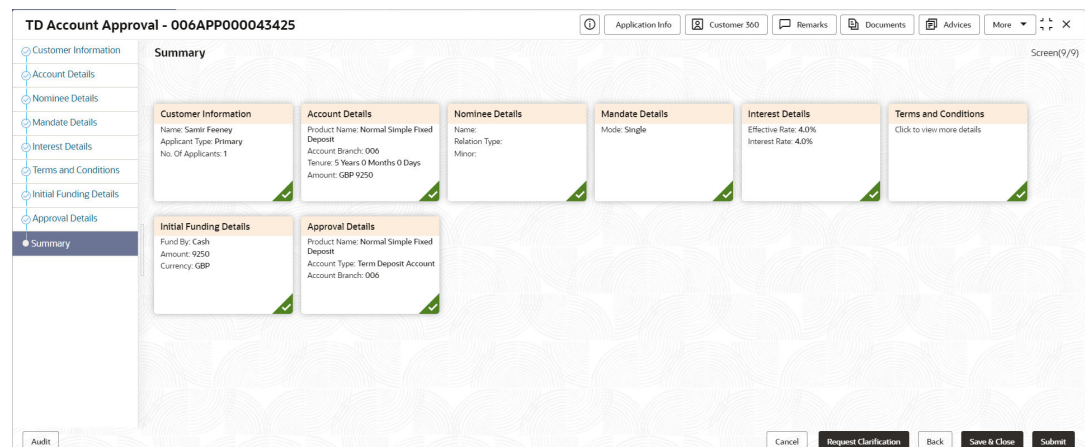 TD Account Approval - 006APP000043425
Application Info
Customer 360
Remarks
Documents
Advices
More
Customer Information
Account Details
Nominee Details
Mandate Details
Interest Details
Terms and Conditions
Initial Funding Details
Approval Details
Summary
Summary
Screen(9/9)
Customer Information
Name: Samir Feeney
Applicant Type: Primary
No. Of Applicants: 1
Account Details
Product Name: Normal Simple Fixed
Deposit
Account Branch: 006
Tenure: 5 Years 0 Months 0 Days
Amount: GBP 9250
Nominee Details
Name:
Relation Type:
Minor:
Mandate Details
Mode: Single
Interest Details
Effective Rate: 4.0%
Interest Rate: 4.0%
Terms and Conditions
Click to view more details
Initial Funding Details
Fund By: Cash
Amount: 9250
Currency: GBP
Approval Details
Product Name: Normal Simple Fixed
Deposit
Account Type: Term Deposit Account
Account Branch: 006
Audit
Cancel
Request Clarification
Back
Save & Close
Submit